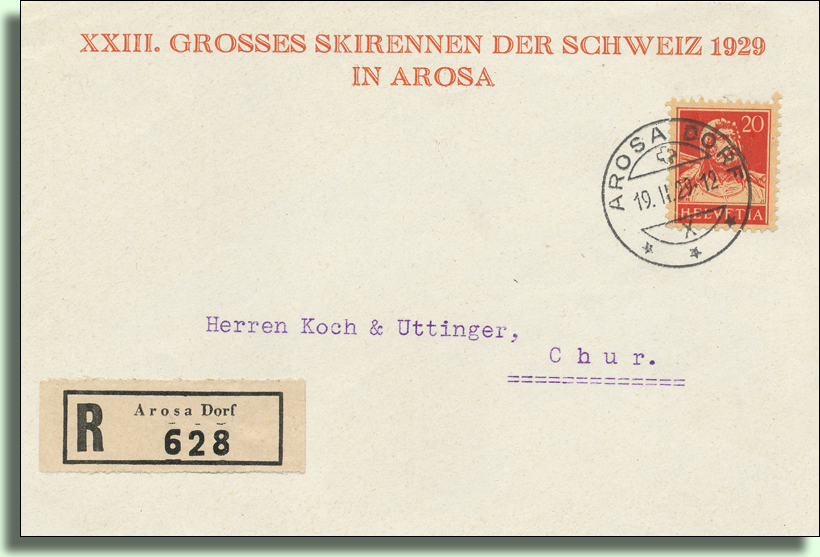 XXIII. GROSSES SKIRENNEN DER SCHWEIZ 1929
IN AROSA
20
HELVETIA
AROSA DORF
19.II.29-12
X
Herren Koch & Uttinger,
C h u r.
R
Arosa Dorf
628